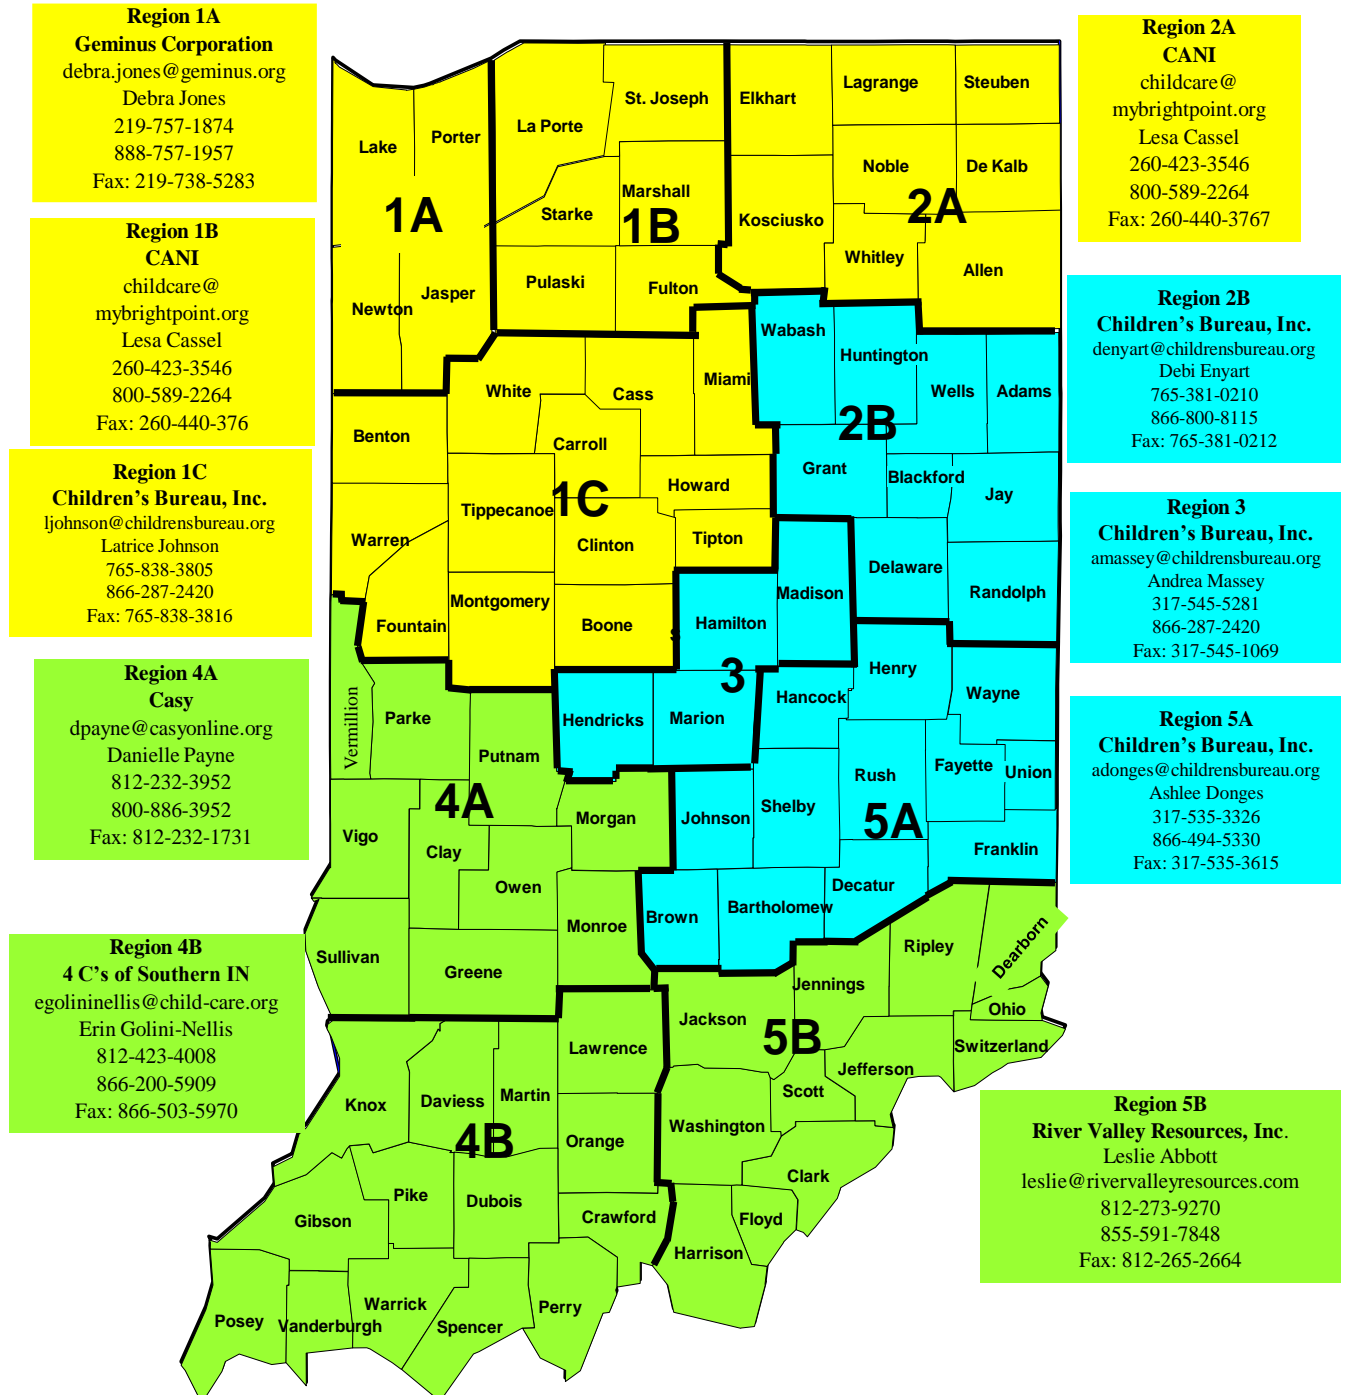 Region 1A
Geminus Corporation
debra.jones@geminus.org
Debra Jones
219-757-1874
888-757-1957
Fax: 219-738-5283
Region 1B
CANI
childcare@
mybrightpoint.org
Lesa Cassel
260-423-3546
800-589-2264
Fax: 260-440-376
Region 1C
Children's Bureau, Inc.
ljohnson@childrensbureau.org
Latrice Johnson
765-838-3805
866-287-2420
Fax: 765-838-3816
Region 4A
Casy
dpayne@casyonline.org
Danielle Payne
812-232-3952
800-886-3952
Fax: 812-232-1731
Region 4B
4 C's of Southern IN
egolininellis@child-care.org
Erin Golini-Nellis
812-423-4008
866-200-5909
Fax: 866-503-5970
Region 2A
CANI
childcare@
mybrightpoint.org
Lesa Cassel
260-423-3546
800-589-2264
Fax: 260-440-3767
Region 2B
Children's Bureau, Inc.
denyart@childrensbureau.org
Debi Enyart
765-381-0210
866-800-8115
Fax: 765-381-0212
Region 3
Children's Bureau, Inc.
amassey@childrensbureau.org
Andrea Massey
317-545-5281
866-287-2420
Fax: 317-545-1069
Region 5A
Children's Bureau, Inc.
adonges@childrensbureau.org
Ashlee Donges
317-535-3326
866-494-5330
Fax: 317-535-3615
Region 5B
River Valley Resources, Inc.
Leslie Abbott
leslie@rivervalleyresources.com
812-273-9270
855-591-7848
Fax: 812-265-2664
Lake
Porter
1A
Newton
Jasper
La Porte
St. Joseph
Starke
Marshall
1B
Pulaski
Fulton
Elkhart
Lagrange
Steuben
Noble
De Kalb
2A
Kosciusko
Whitley
Allen
White
Cass
Miami
Benton
Carroll
Howard
Tippecanoe
1C
Warren
Clinton
Tipton
Montgomery
Fountain
Boone
s
Wabash
Huntington
Wells
Adams
2B
Grant
Blackford
Jay
Delaware
Randolph
Madison
Hamilton
3
Hendricks
Marion
Henry
Hancock
Wayne
Rush
Fayette
Union
Shelby
Johnson
5A
Franklin
Decatur
Bartholomew
Brown
Vermillion
Parke
Putnam
4A
Morgan
Vigo
Clay
Owen
Monroe
Sullivan
Greene
Lawrence
Knox
Daviess
Martin
4B
Orange
Pike
Dubois
Gibson
Crawford
Posey
Vanderburgh
Warrick
Spencer
Perry
Ripley
Dearborn
Jennings
Ohio
Jackson
5B
Switzerland
Jefferson
Scott
Washington
Clark
Floyd
Harrison